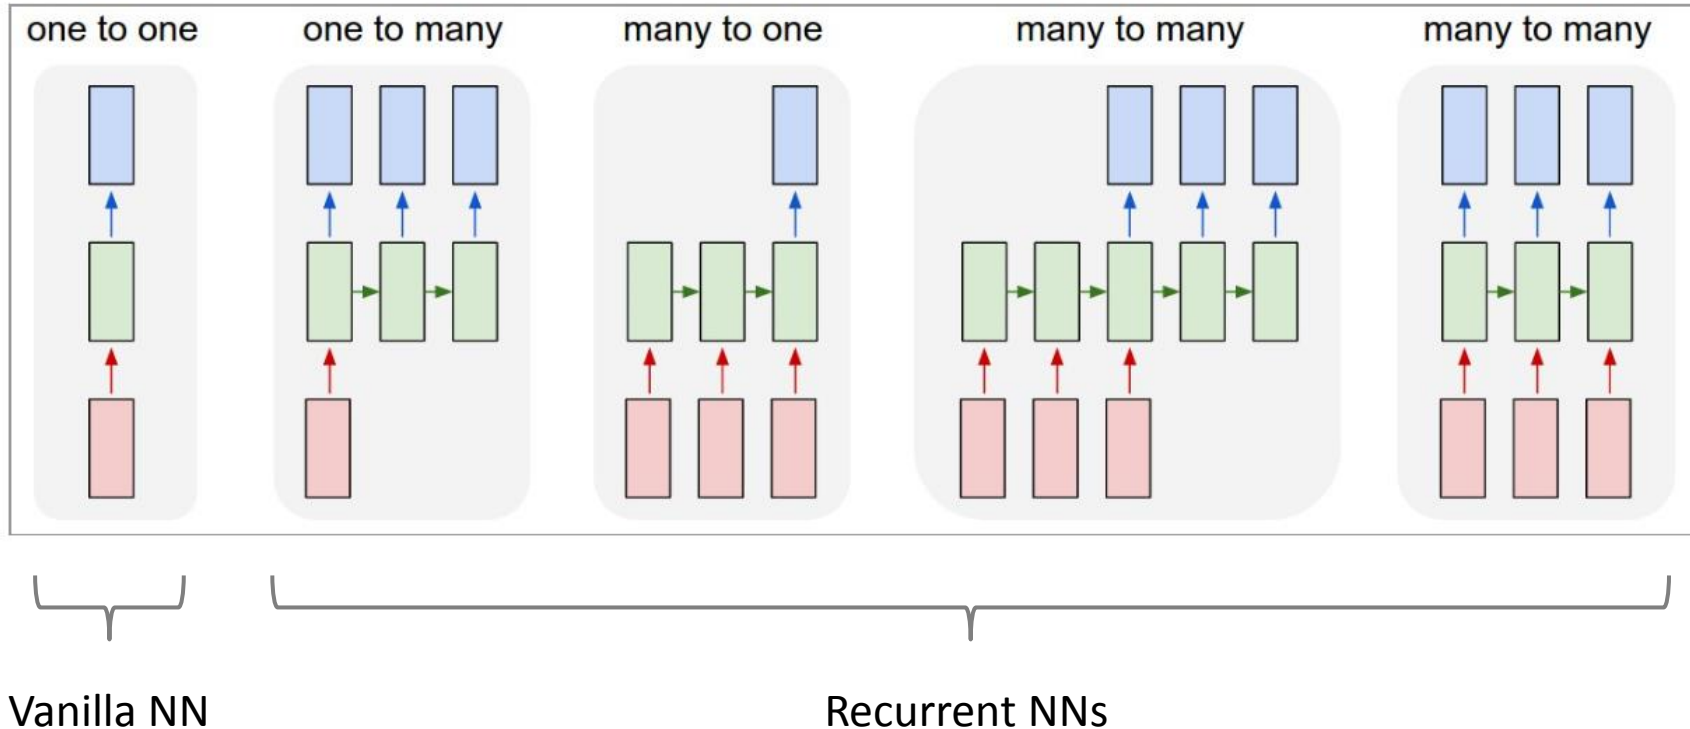 one to one
one to many
many to one
many to many
many to many
Vanilla NN
Recurrent NNs